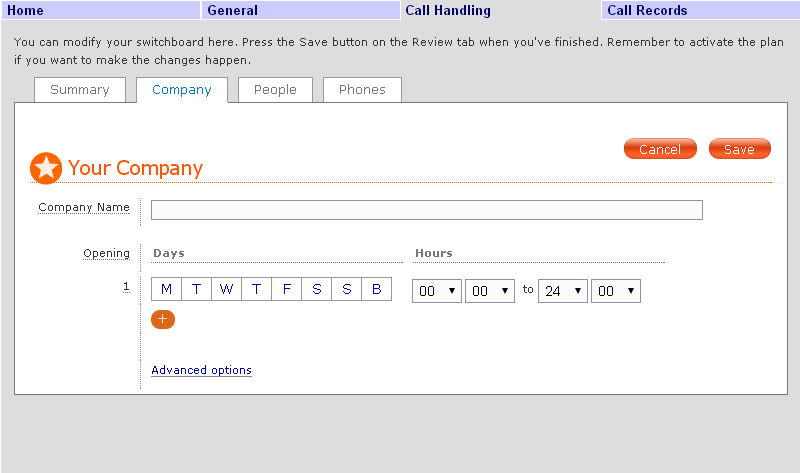 Home General Call Handling Call Records
You can modify your switchboard here. Press the Save button on the Review tab when you've finished. Remember to activate the plan
if you want to make the changes happen.
Summary Company People Phones
Cancel Save
Your Company
Company Name
Opening Days Hours
1 M T W T F S S B 00 00 to 24 00
+
Advanced options